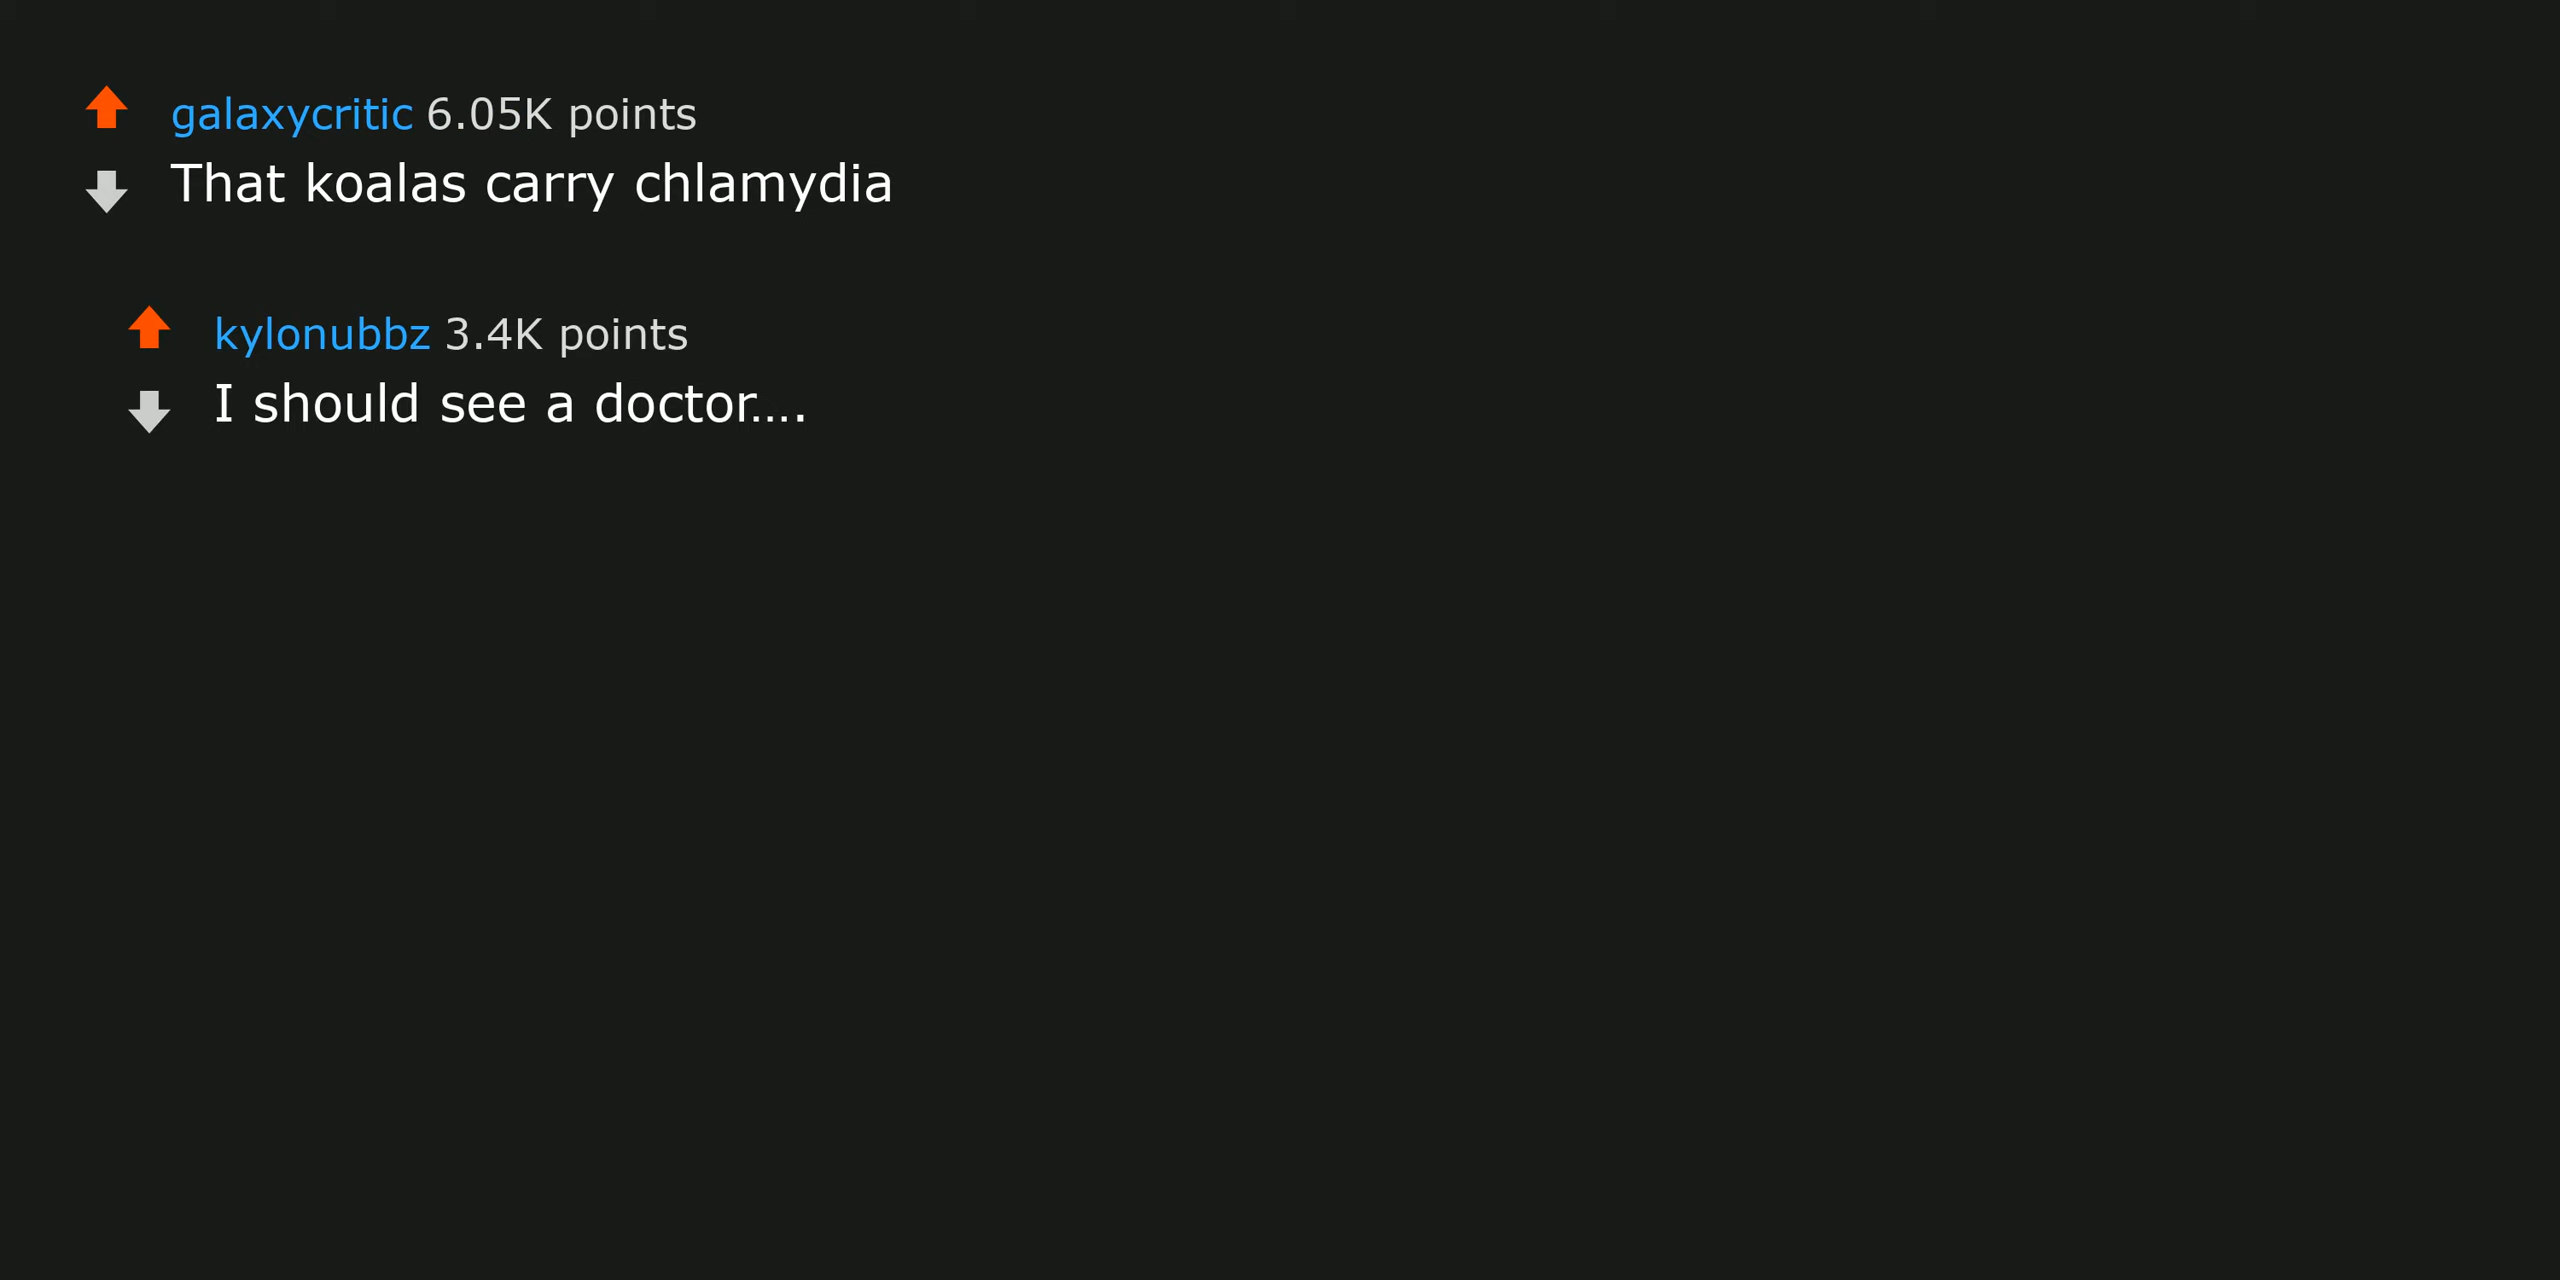 galaxycritic 6.05K points
That koalas carry chlamydia
kylonubbz 3.4K points
I should see a doctor....